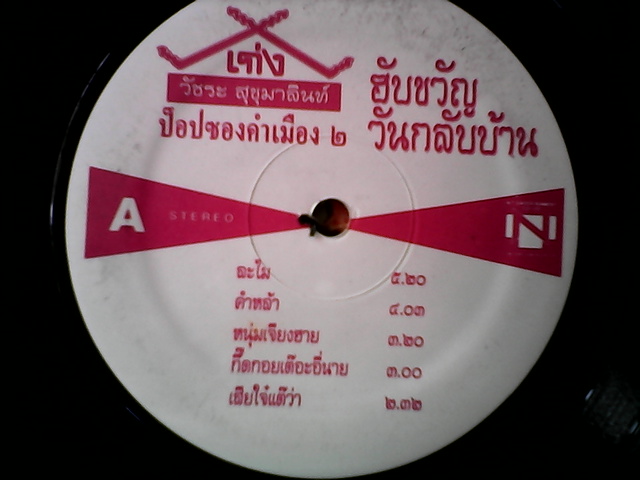 เก่ง
วัชระ สุขุมาลินท์
ป็อปซองคำเมือง ๒
ฮับขวัญ
วันกลับบ้าน
A STEREO
ละไม ๕.๒๐
คำหล้า ๔.๐๓
หนุ่มเจียงฮาย ๓.๒๐
กึ๊ดกอยเต๊อะอี่นาย ๓.๐๐
เสียใจ๋แต๊ว่า ๒.๓๒